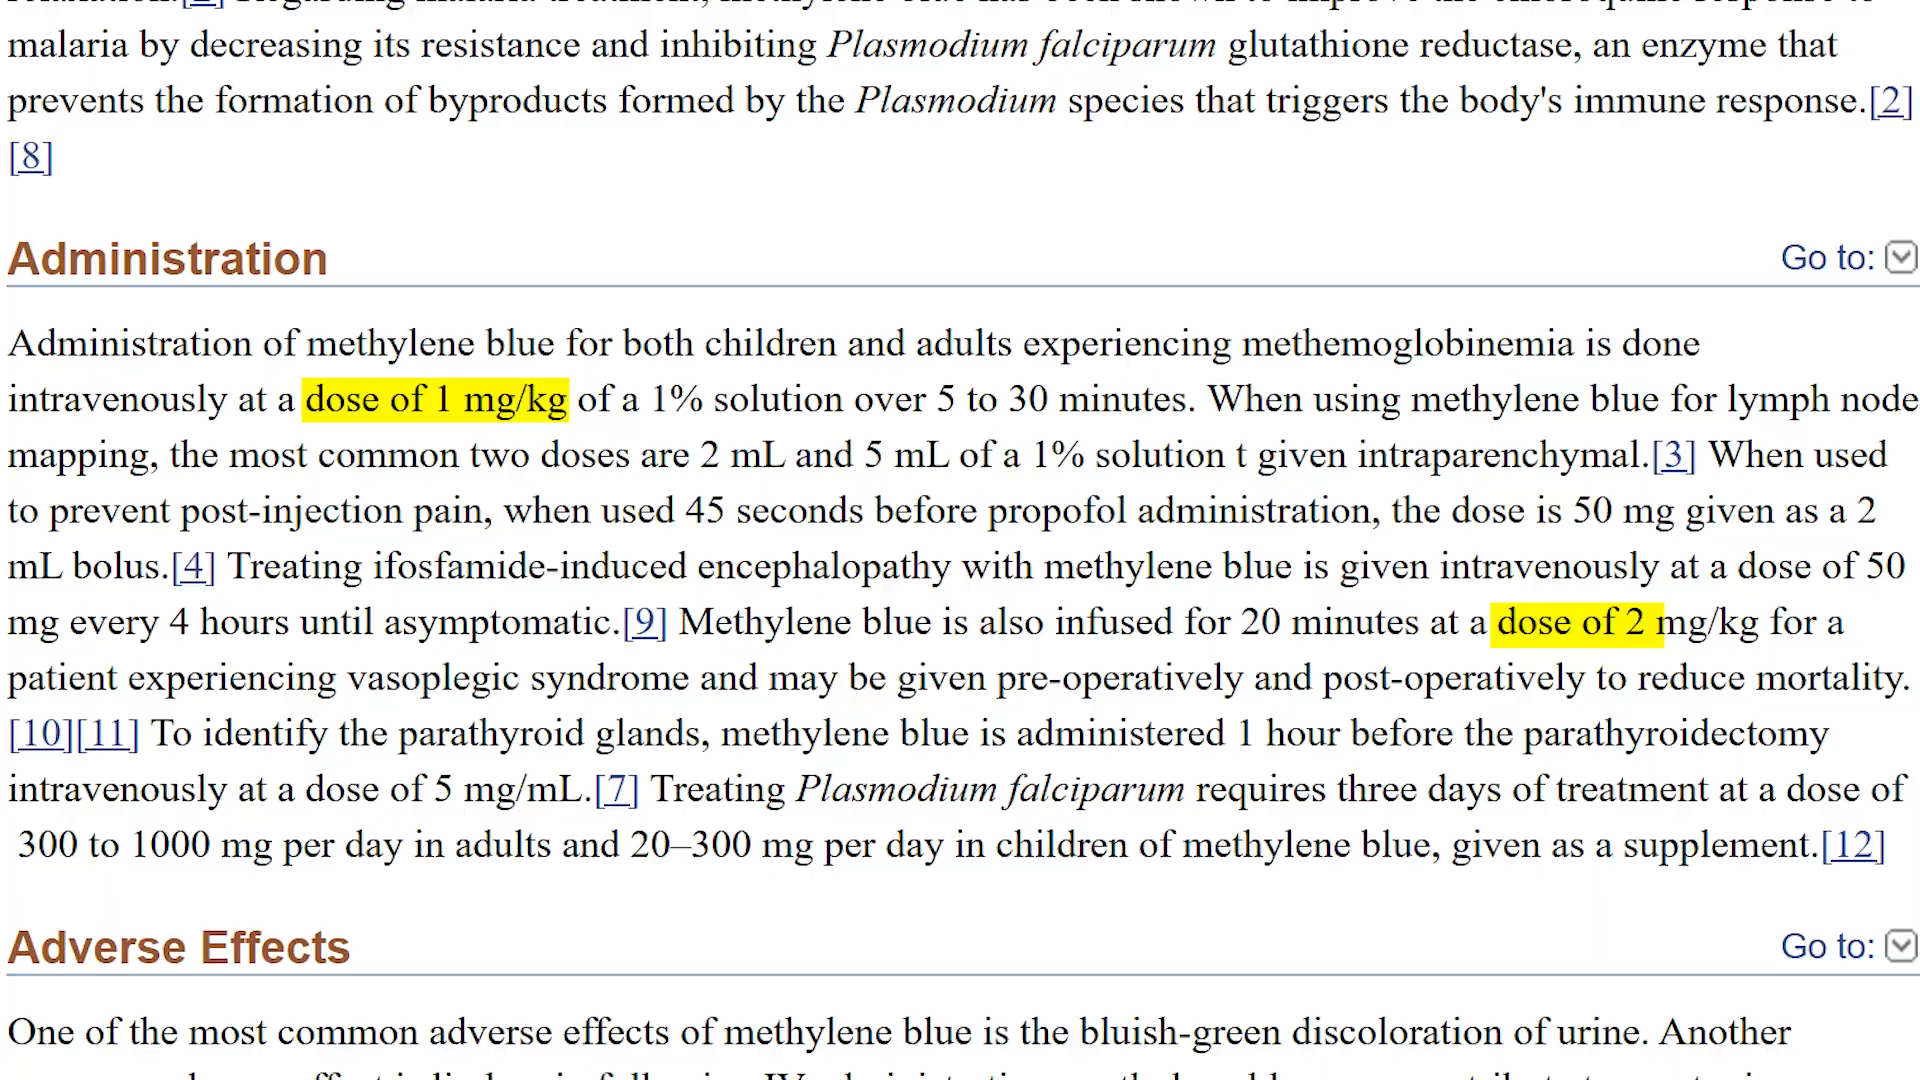 malaria by decreasing its resistance and inhibiting Plasmodium falciparum glutathione reductase, an enzyme that
prevents the formation of byproducts formed by the Plasmodium species that triggers the body's immune response.[2]
[8]
Administration
Go to:
Administration of methylene blue for both children and adults experiencing methemoglobinemia is done
intravenously at a dose of 1 mg/kg of a 1% solution over 5 to 30 minutes. When using methylene blue for lymph node
mapping, the most common two doses are 2 mL and 5 mL of a 1% solution t given intraparenchymal.[3] When used
to prevent post-injection pain, when used 45 seconds before propofol administration, the dose is 50 mg given as a 2
mL bolus.[4] Treating ifosfamide-induced encephalopathy with methylene blue is given intravenously at a dose of 50
mg every 4 hours until asymptomatic.[9] Methylene blue is also infused for 20 minutes at a dose of 2 mg/kg for a
patient experiencing vasoplegic syndrome and may be given pre-operatively and post-operatively to reduce mortality.
[10][11] To identify the parathyroid glands, methylene blue is administered 1 hour before the parathyroidectomy
intravenously at a dose of 5 mg/mL.[7] Treating Plasmodium falciparum requires three days of treatment at a dose of
300 to 1000 mg per day in adults and 20–300 mg per day in children of methylene blue, given as a supplement.[12]
Adverse Effects
Go to:
One of the most common adverse effects of methylene blue is the bluish-green discoloration of urine. Another